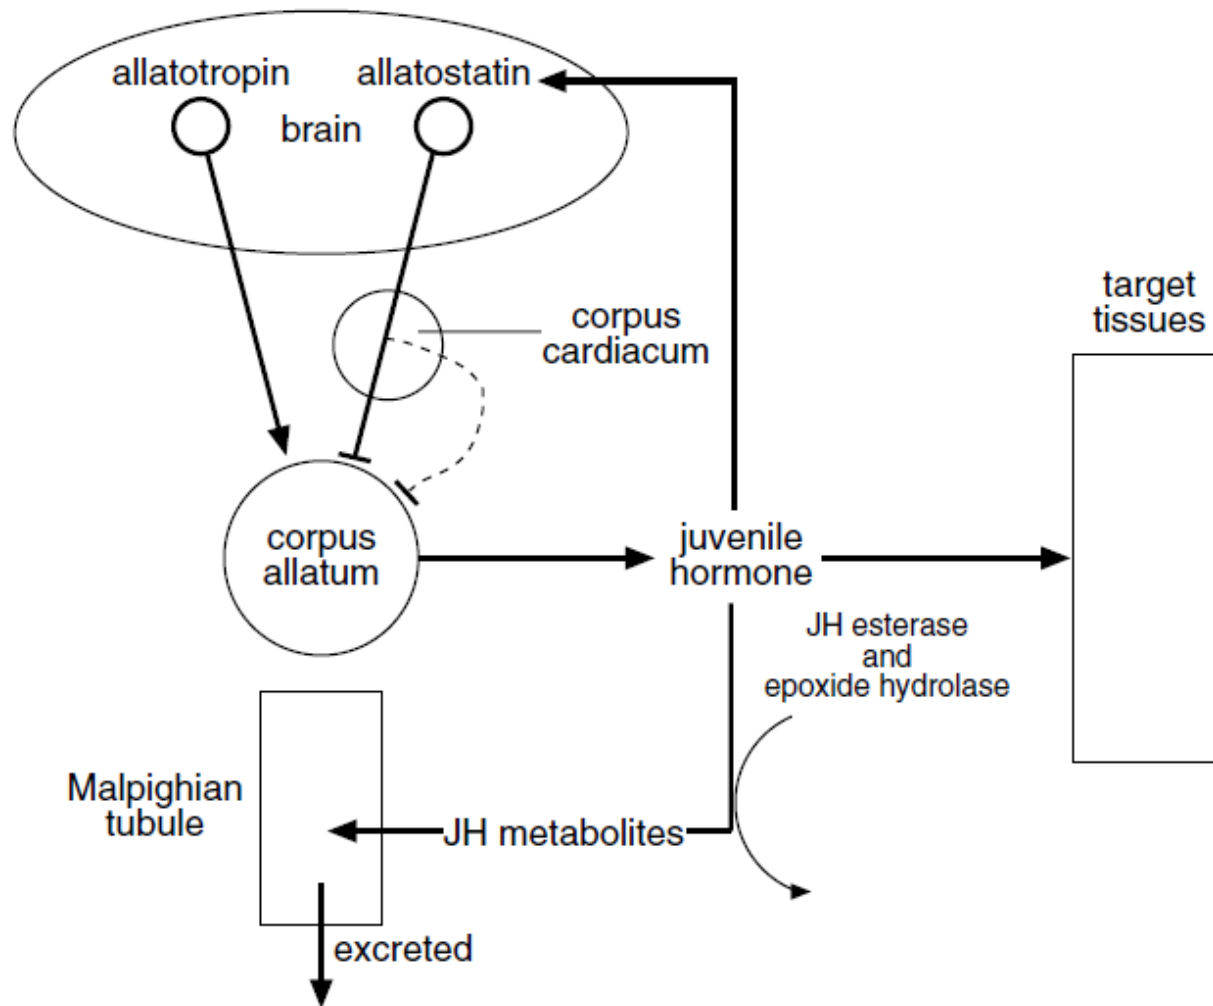 allatotropin
allatostatin
brain
corpus
cardiacum
target
tissues
corpus
allatum
juvenile
hormone
JH esterase
and
epoxide hydrolase
Malpighian
tubule
JH metabolites
excreted